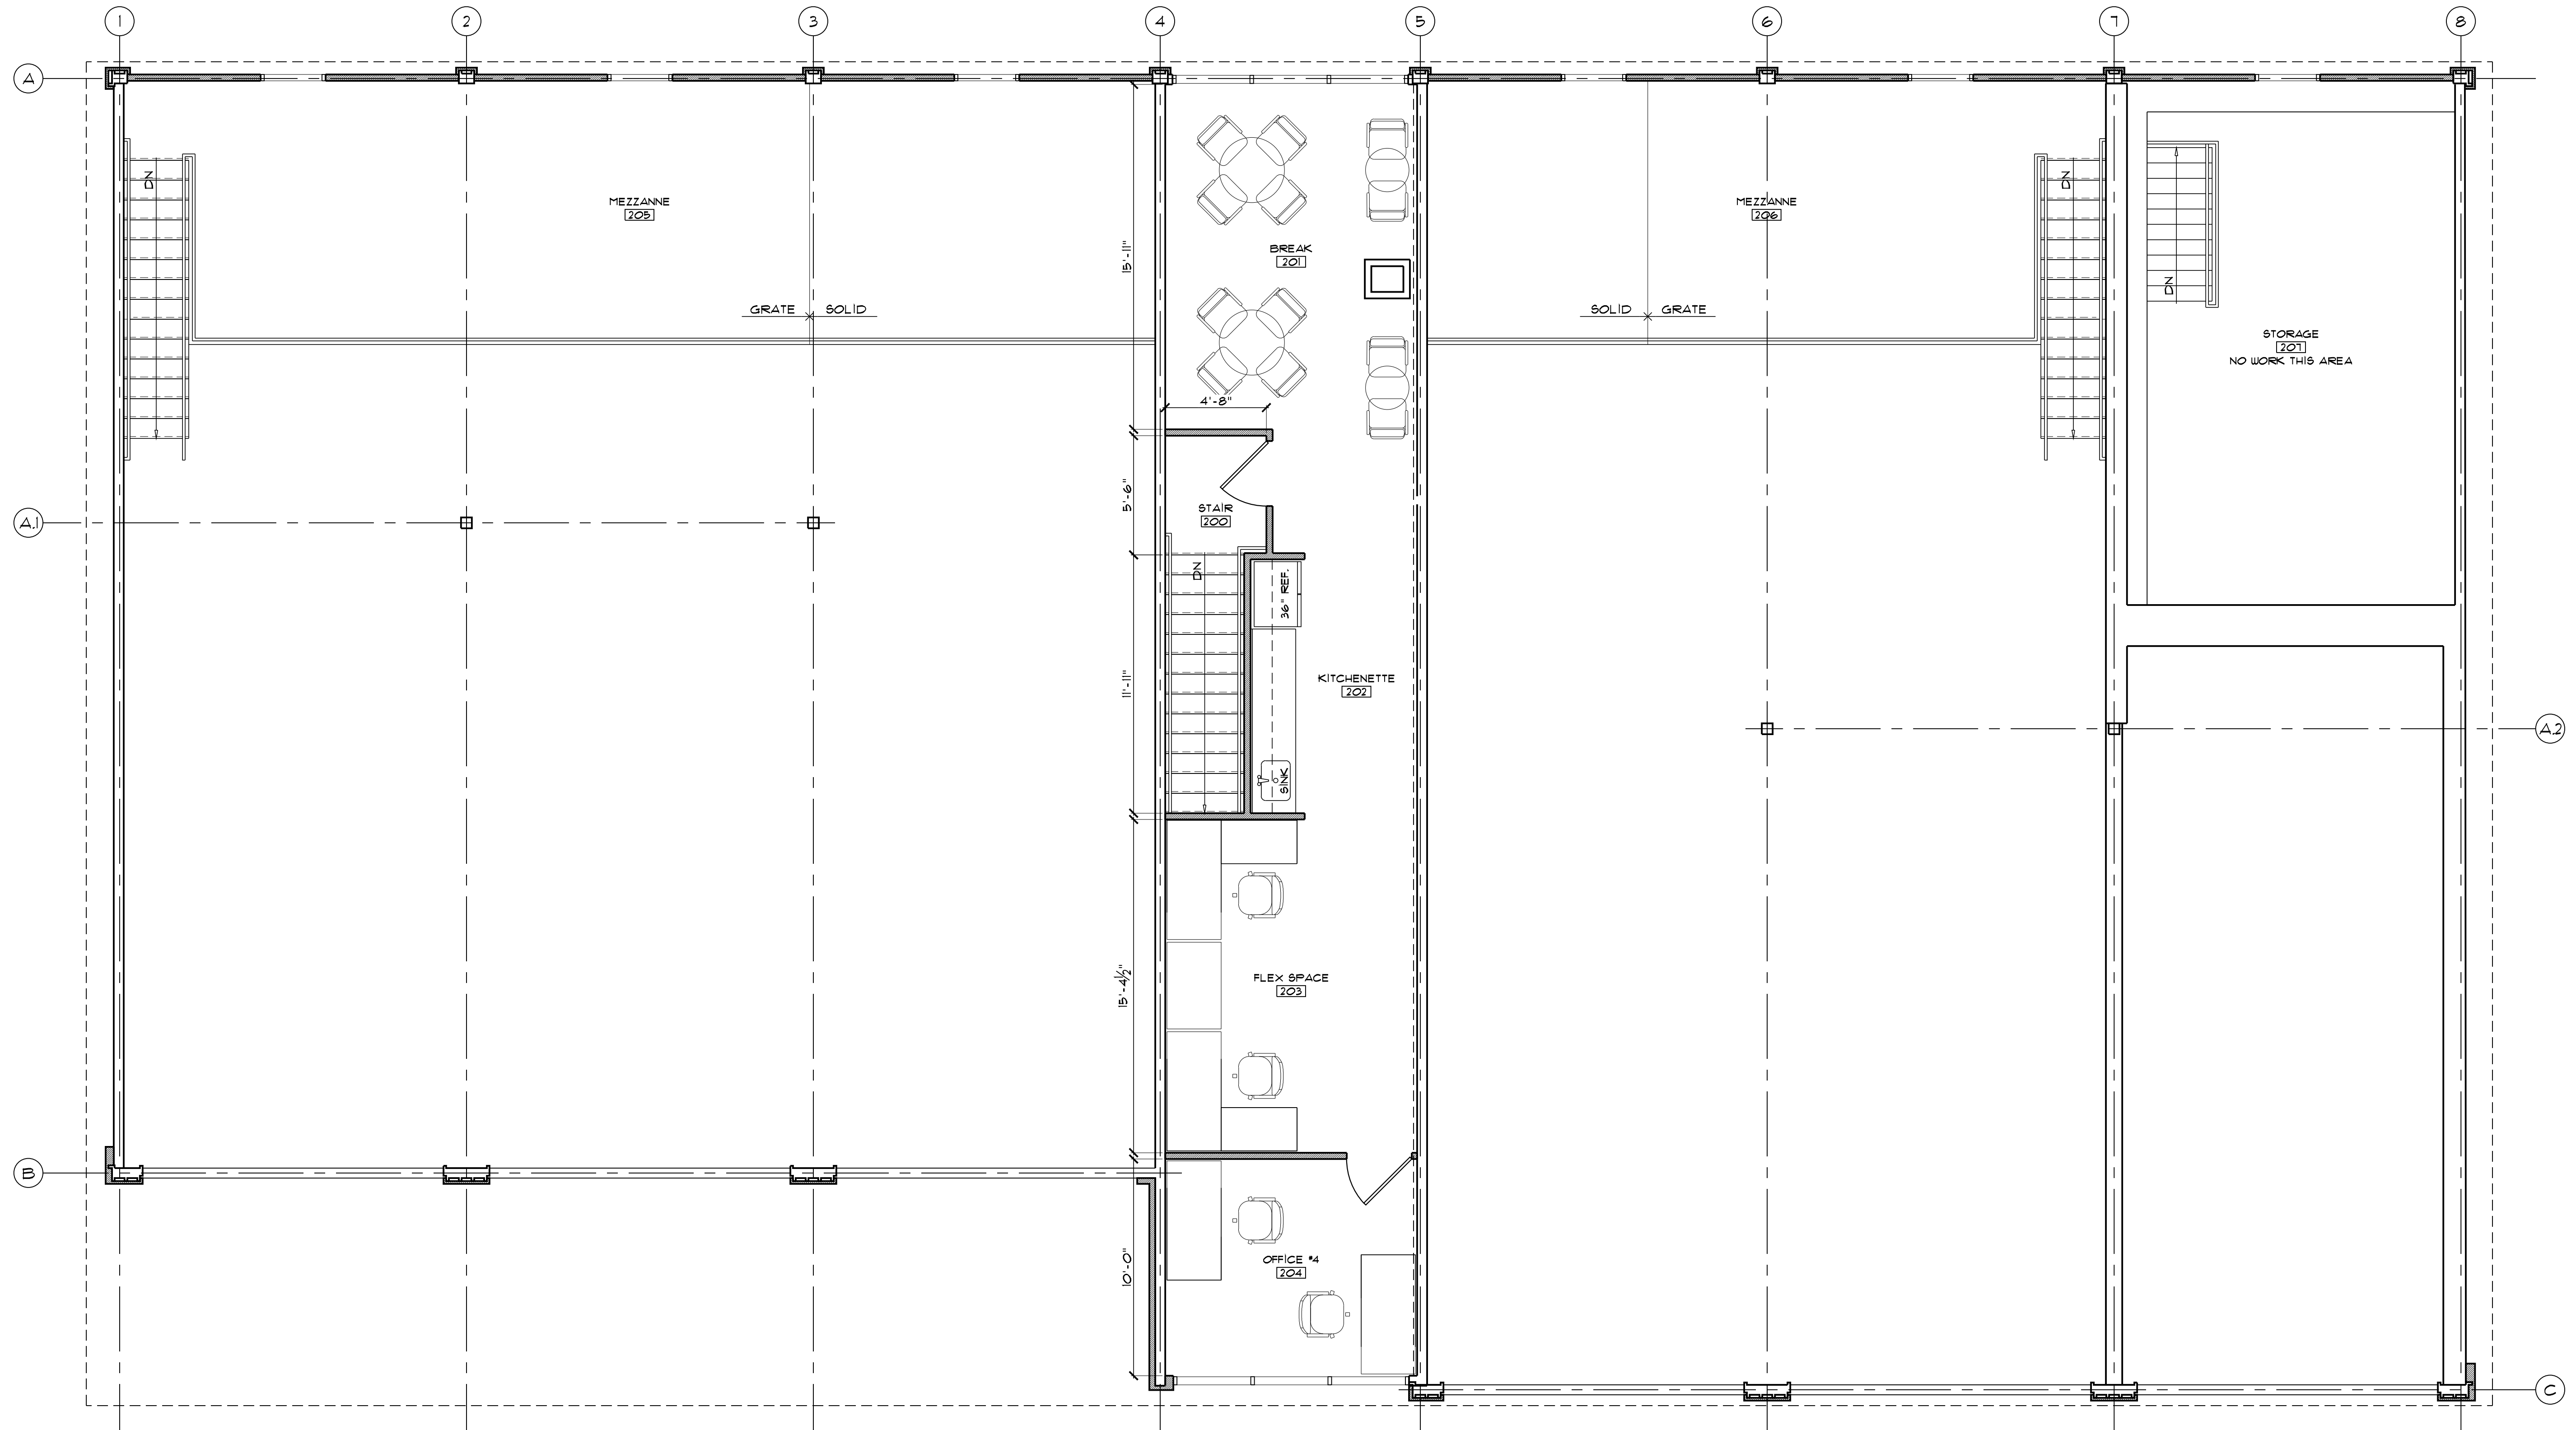 1 2 3 4 5 6 7 8
A
DN
DN
DN
MEZZANNE
205
MEZZANNE
206
BREAK
201
15'-11"
GRATE SOLID
SOLID GRATE
STORAGE
207
NO WORK THIS AREA
4'-8"
5'-6"
STAIR
200
A.1
DN
36" REF.
11'-11"
KITCHENETTE
202
A.2
SINK
15'-4½"
FLEX SPACE
203
B
10'-0"
OFFICE #4
204
C